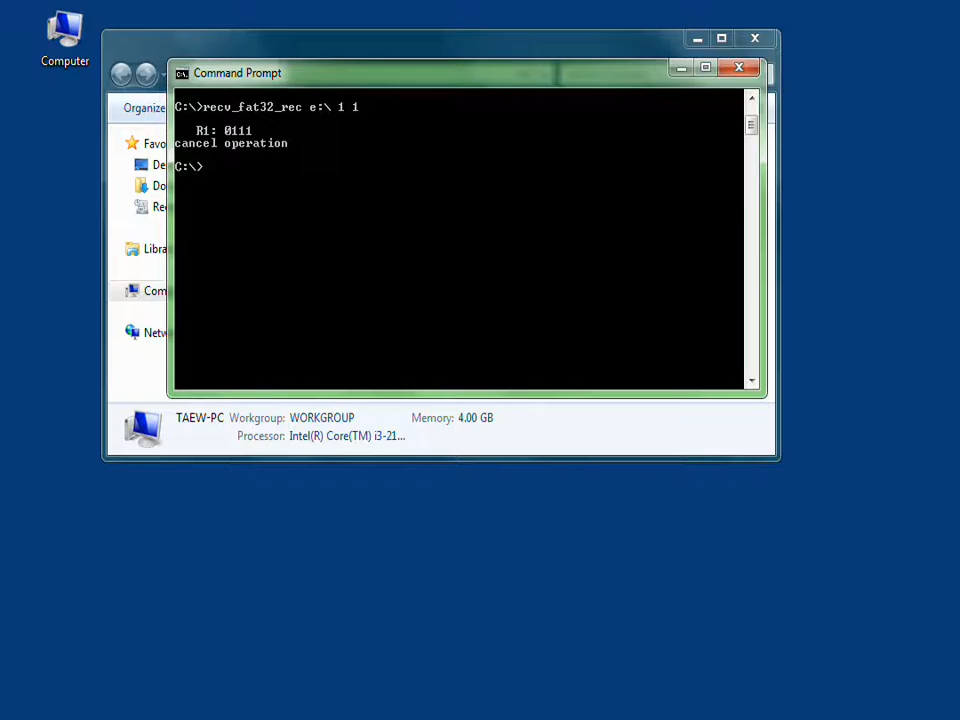 Computer
Command Prompt
Organize
C:\>recv_fat32_rec e:\ 1 1
R1: 0111
cancel operation
C:\>
Favo
De
Do
Re
Libra
Com
Netw
TAEW-PC Workgroup: WORKGROUP Memory: 4.00 GB
Processor: Intel(R) Core(TM) i3-21...